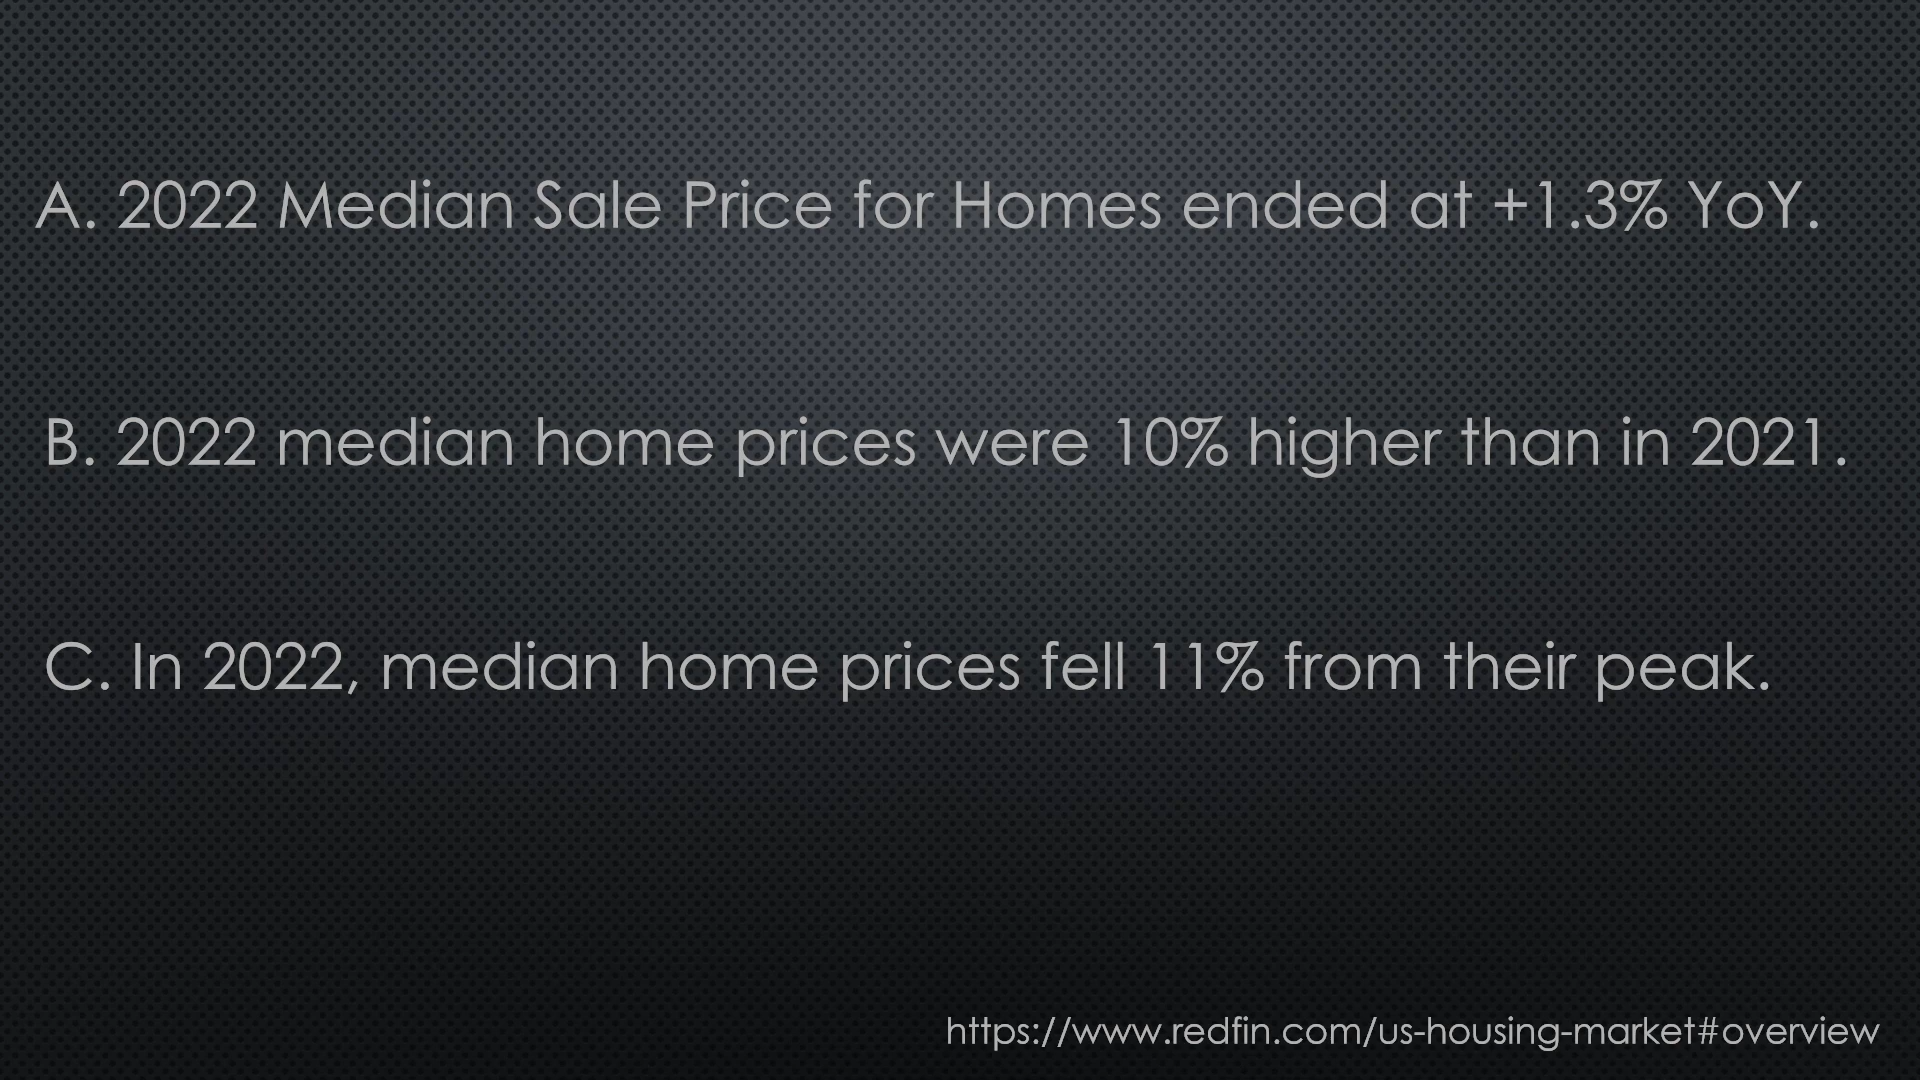 A. 2022 Median Sale Price for Homes ended at +1.3% YoY.
B. 2022 median home prices were 10% higher than in 2021.
C. In 2022, median home prices fell 11% from their peak.
https://www.redfin.com/us-housing-market#overview